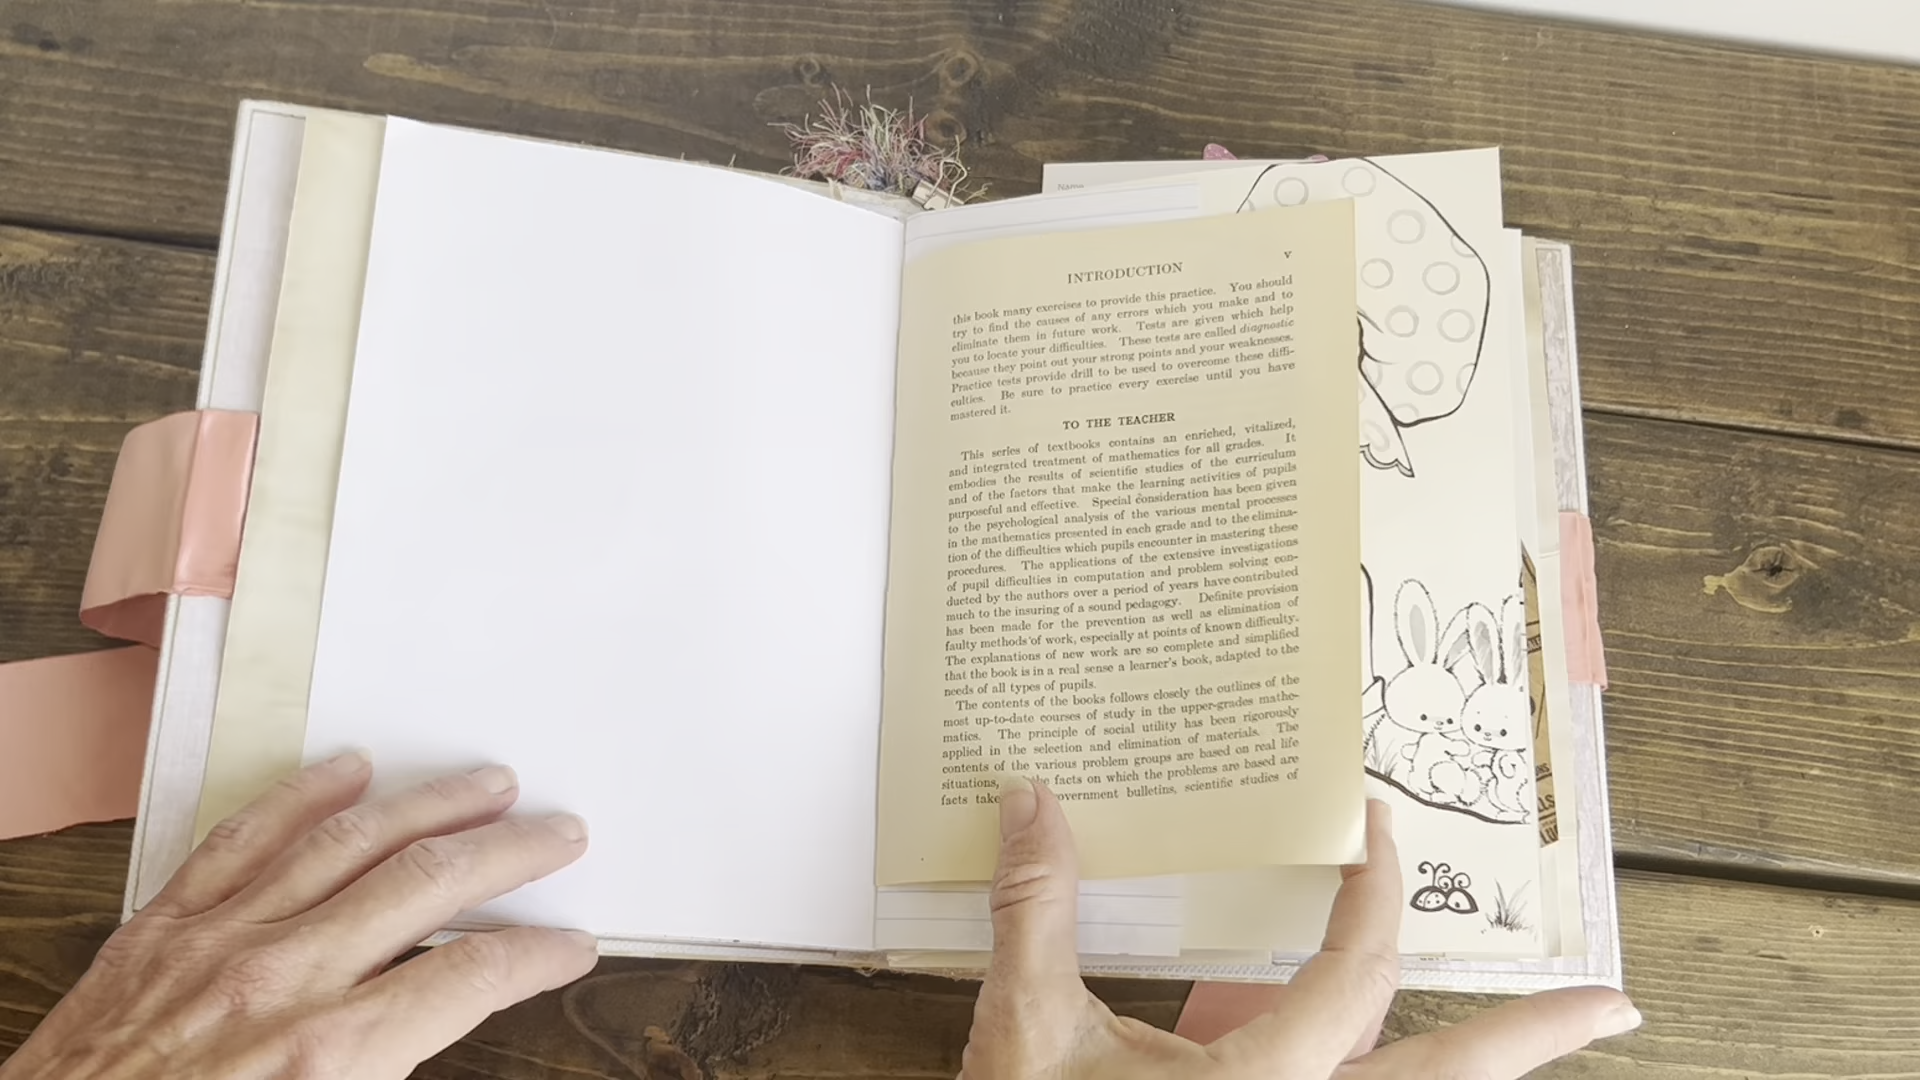 Name
v
INTRODUCTION
this book many exercises to provide this practice. You should
try to find the causes of any errors which you make and to
eliminate them in future work. Tests are given which help
you to locate your difficulties. These tests are called diagnostic
because they point out your strong points and your weaknesses.
Practice tests provide drill to be used to overcome these diffi-
culties. Be sure to practice every exercise until you have
mastered it.
TO THE TEACHER
This series of textbooks contains an enriched, vitalized,
and integrated treatment of mathematics for all grades. It
embodies the results of scientific studies of the curriculum
and of the factors that make the learning activities of pupils
purposeful and effective. Special consideration has been given
to the psychological analysis of the various mental processes
in the mathematics presented in each grade and to the elimina-
tion of the difficulties which pupils encounter in mastering these
procedures. The applications of the extensive investigations
of pupil difficulties in computation and problem solving con-
ducted by the authors over a period of years have contributed
much to the insuring of a sound pedagogy. Definite provision
has been made for the prevention as well as elimination of
faulty methods of work, especially at points of known difficulty.
The explanations of new work are so complete and simplified
that the book is in a real sense a learner's book, adapted to the
needs of all types of pupils.
The contents of the books follows closely the outlines of the
most up-to-date courses of study in the upper-grades mathe-
matics. The principle of social utility has been rigorously
applied in the selection and elimination of materials. The
contents of the various problem groups are based on real life
situations, the facts on which the problems are based are
facts take overnment bulletins, scientific studies of